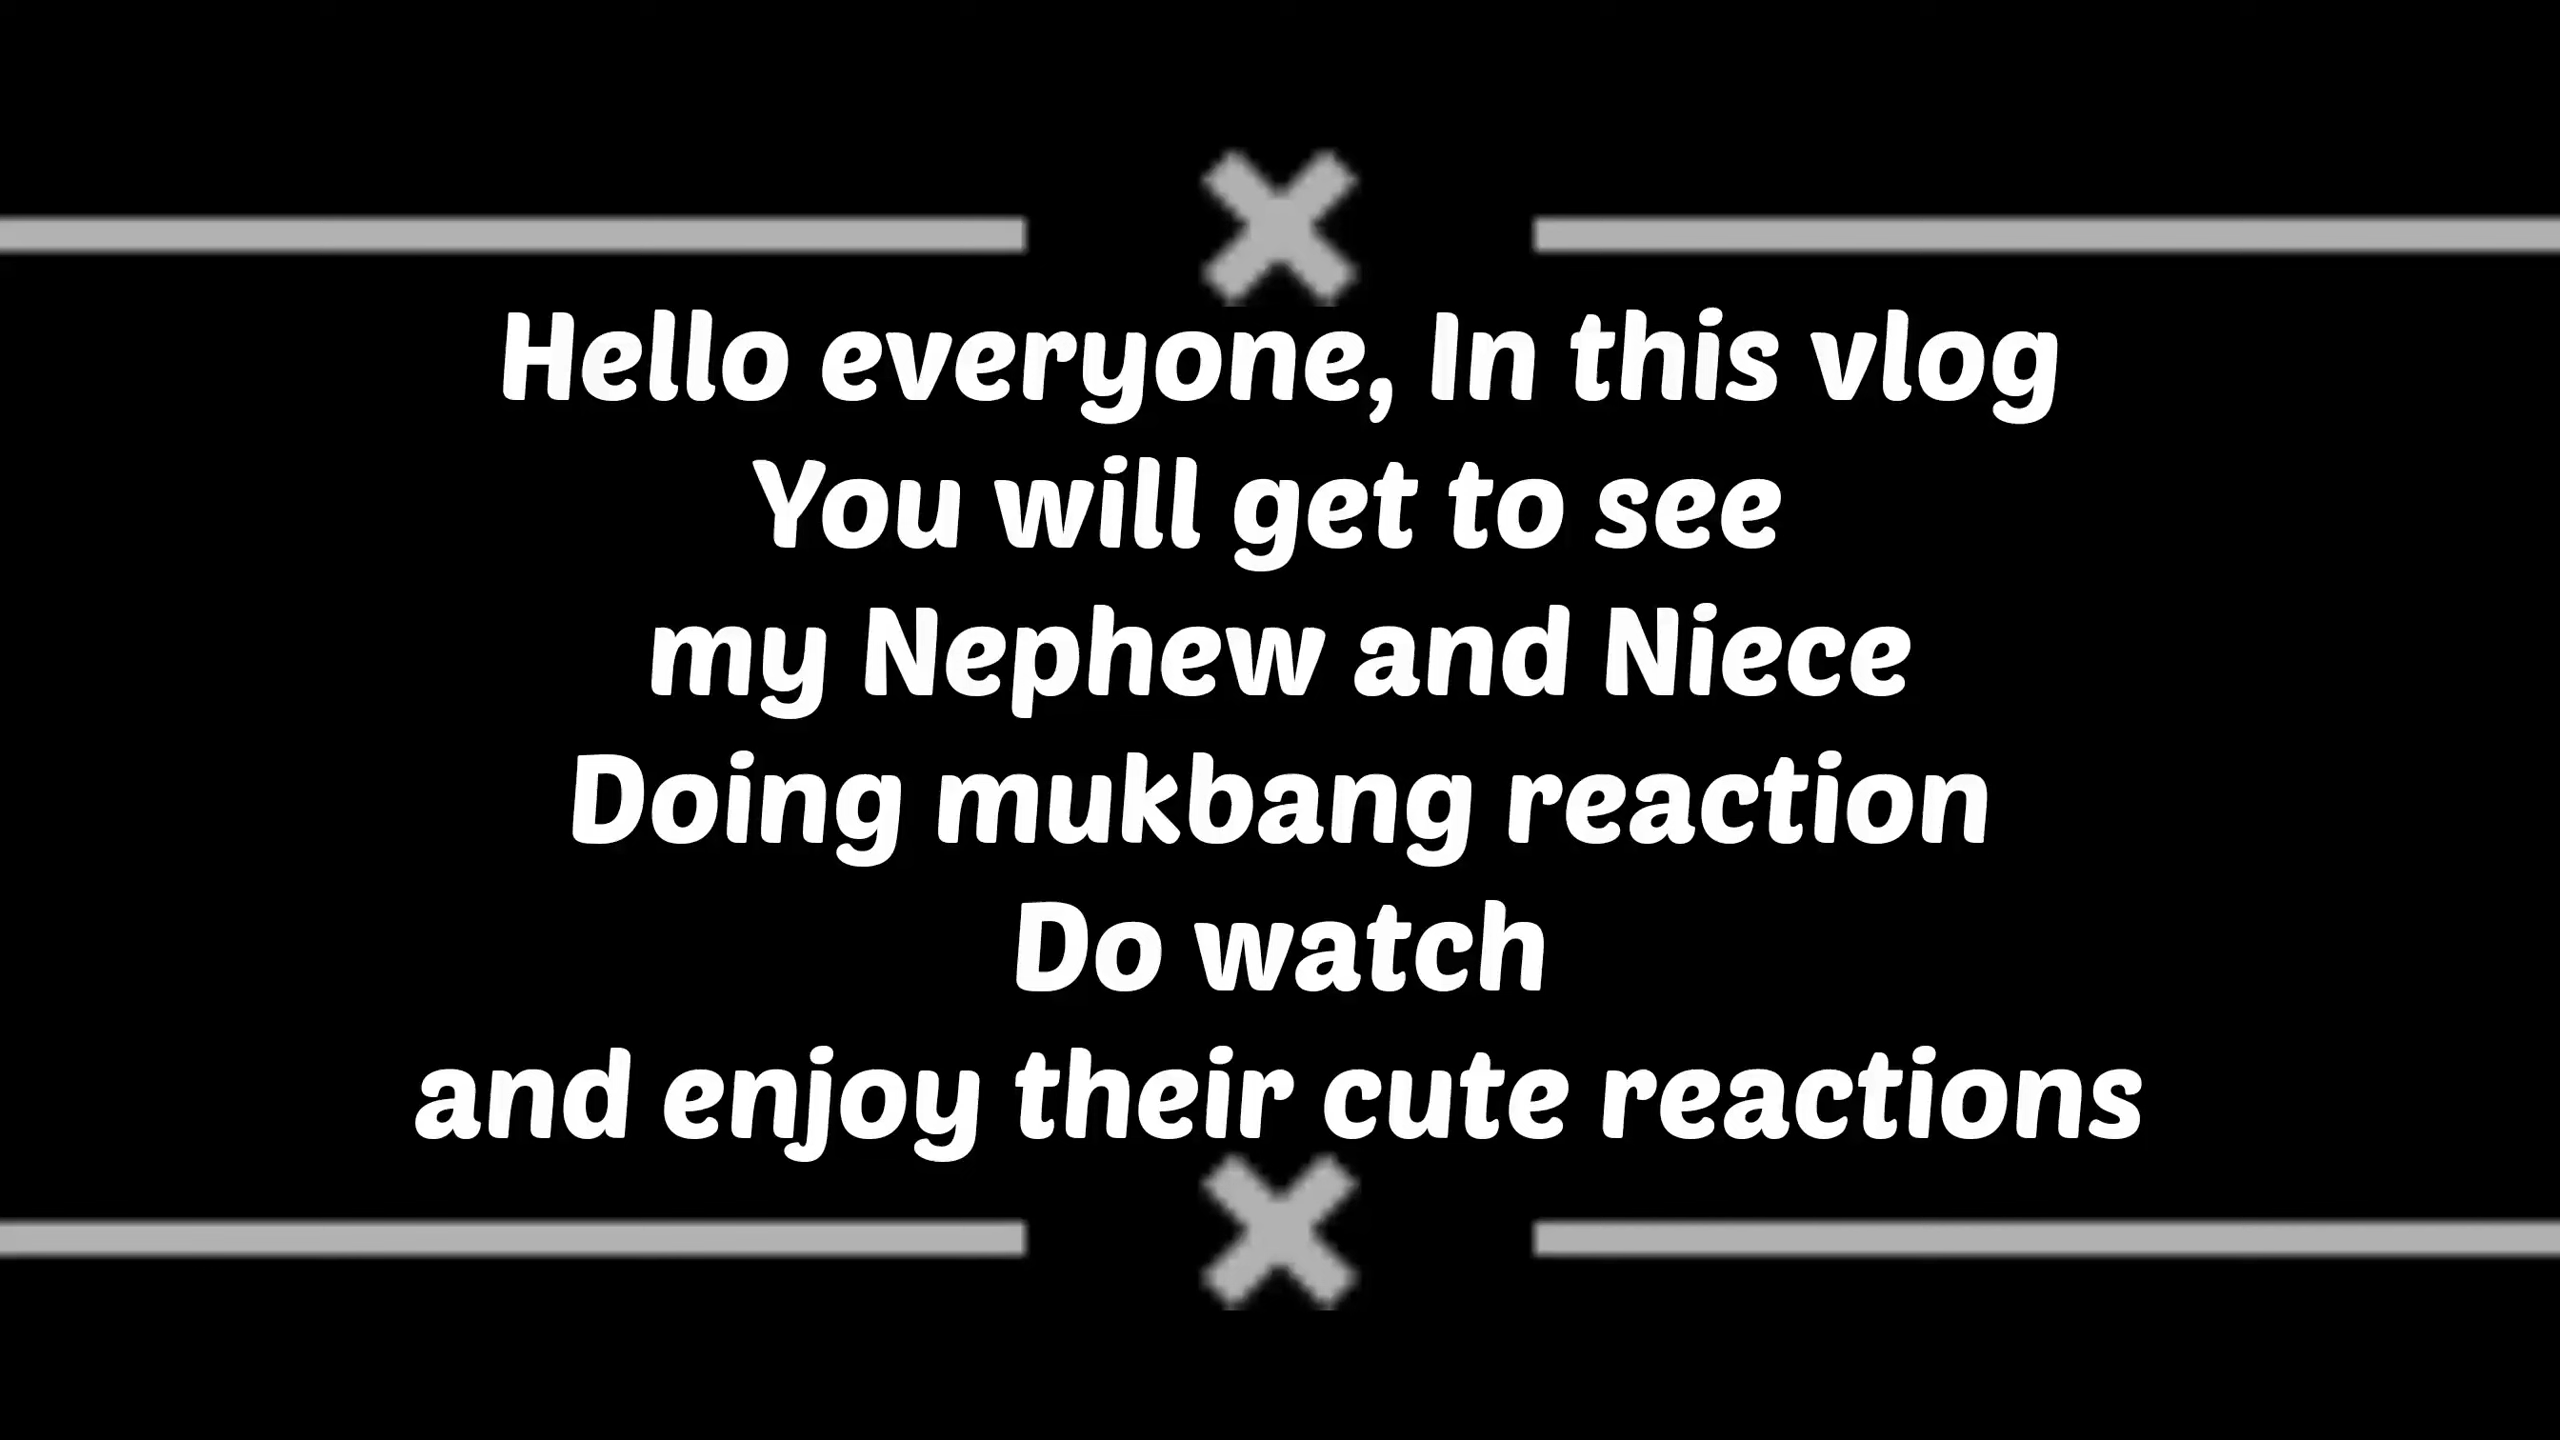 Hello everyone, In this vlog
You will get to see
my Nephew and Niece
Doing mukbang reaction
Do watch
and enjoy their cute reactions